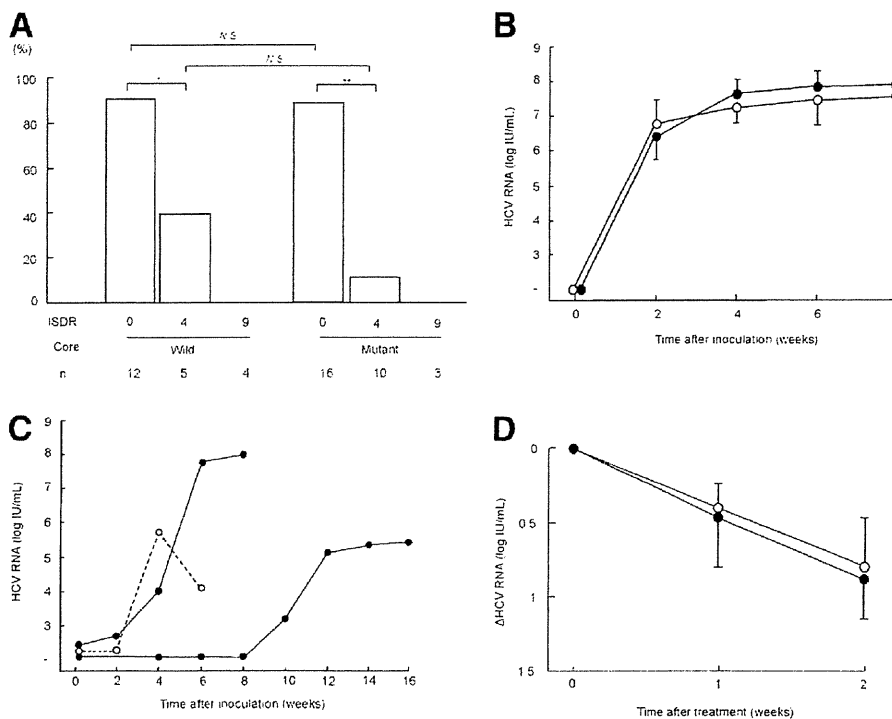 A
(%)
N S
N S
*
**
100
80
60
40
20
0
ISDR 0 4 9 0 4 9
Core Wild Mutant
n 12 5 4 16 10 3
B
HCV RNA (log IU/mL)
9
8
7
6
5
4
3
-
0 2 4 6
Time after inoculation (weeks)
C
HCV RNA (log IU/mL)
9
8
7
6
5
4
3
-
0 2 4 6 8 10 12 14 16
Time after inoculation (weeks)
D
ΔHCV RNA (log IU/mL)
0
0 5
1
1 5
0 1 2
Time after treatment (weeks)